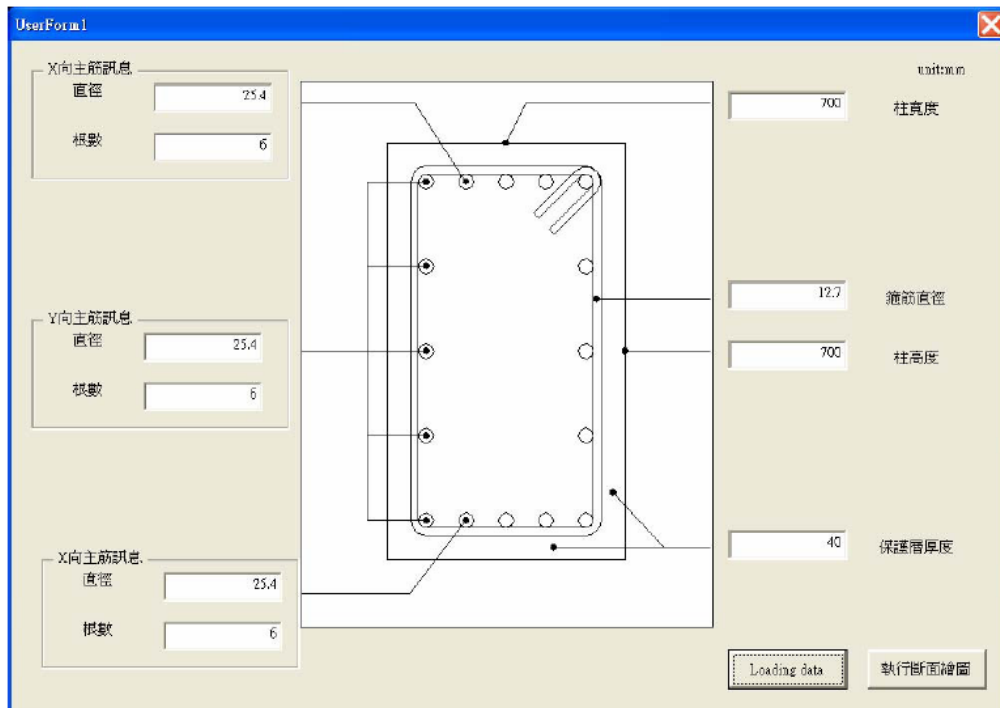 UserForm1
unit:mm
X向主筋訊息
直徑
25.4
根數
6
Y向主筋訊息
直徑
25.4
根數
6
X向主筋訊息
直徑
25.4
根數
6
700
柱寬度
12.7
箍筋直徑
700
柱高度
40
保護層厚度
Loading data
執行斷面繪圖